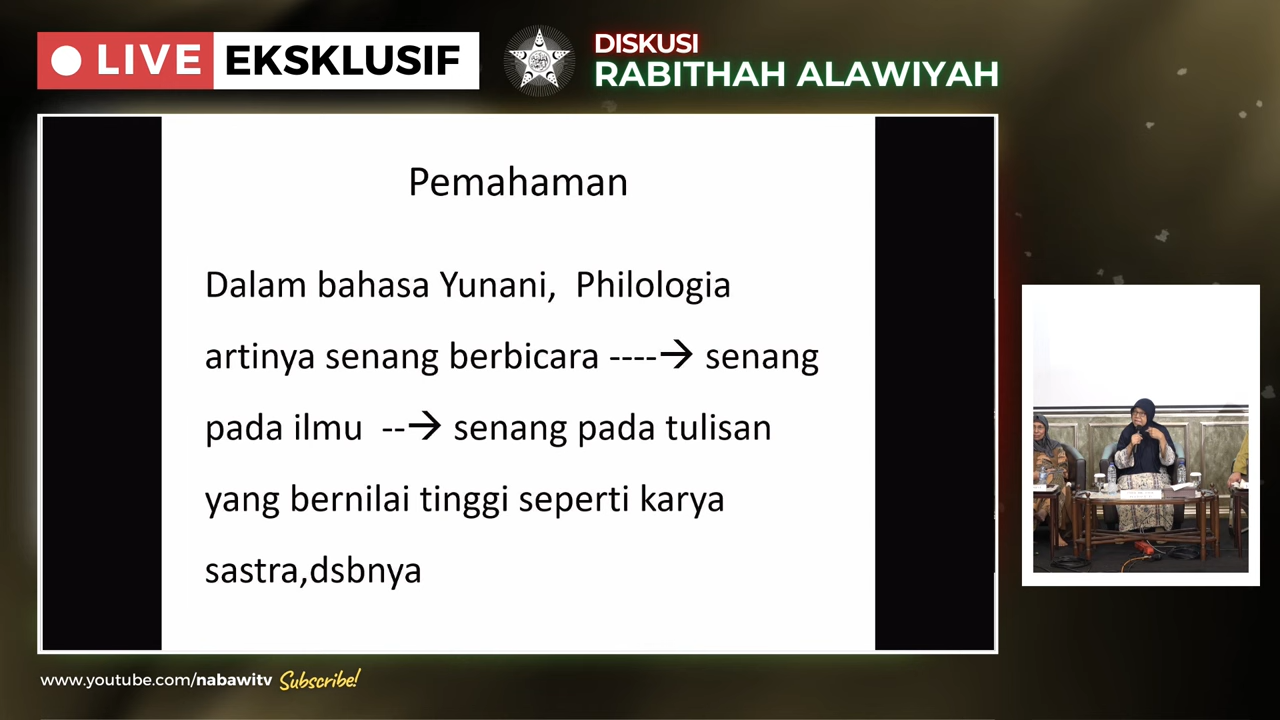 LIVE EKSKLUSIF
DISKUSI
RABITHAH ALAWIYAH
Pemahaman
Dalam bahasa Yunani, Philologia
artinya senang berbicara ----→ senang
pada ilmu --→ senang pada tulisan
yang bernilai tinggi seperti karya
sastra,dsbnya
www.youtube.com/nabawitv Subscribe!